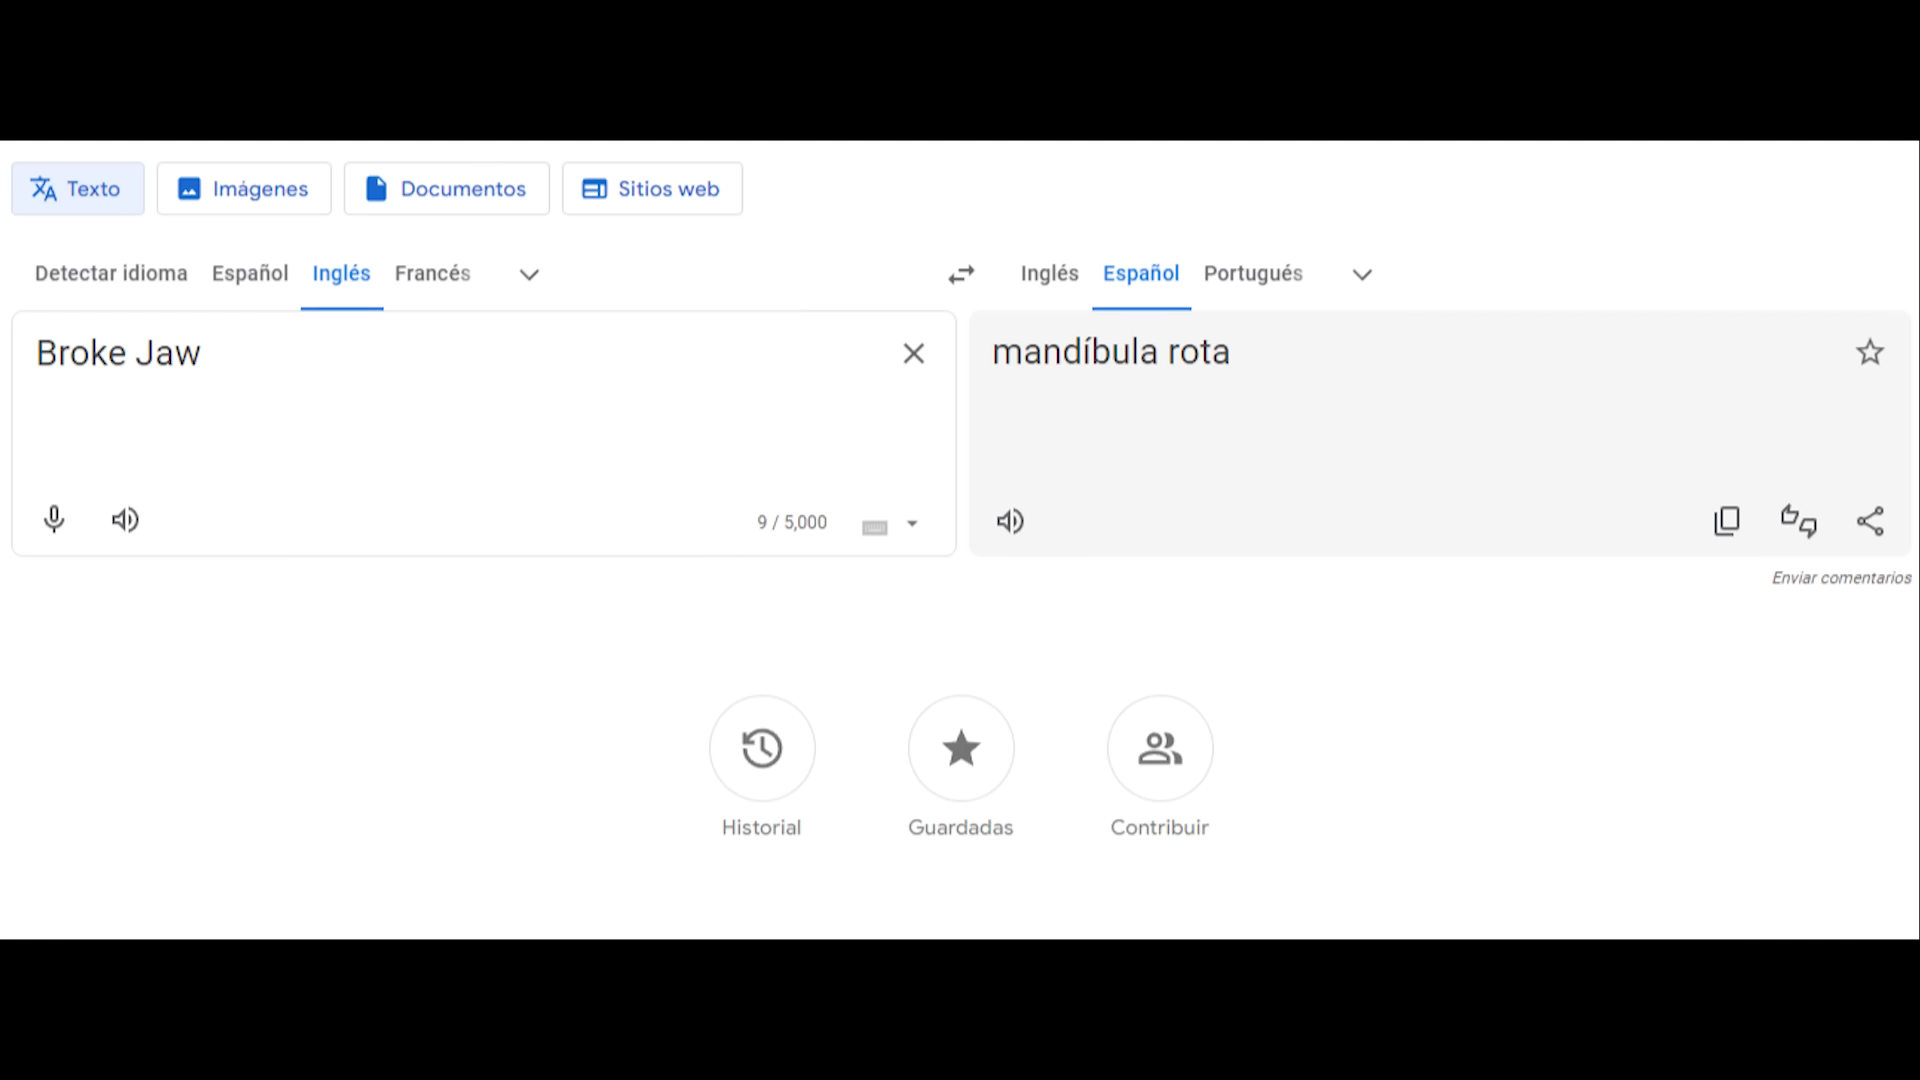 Texto Imágenes Documentos Sitios web
Detectar idioma Español Inglés Francés Inglés Español Portugués
Broke Jaw
mandíbula rota
9 / 5,000
Enviar comentarios
Historial Guardadas Contribuir